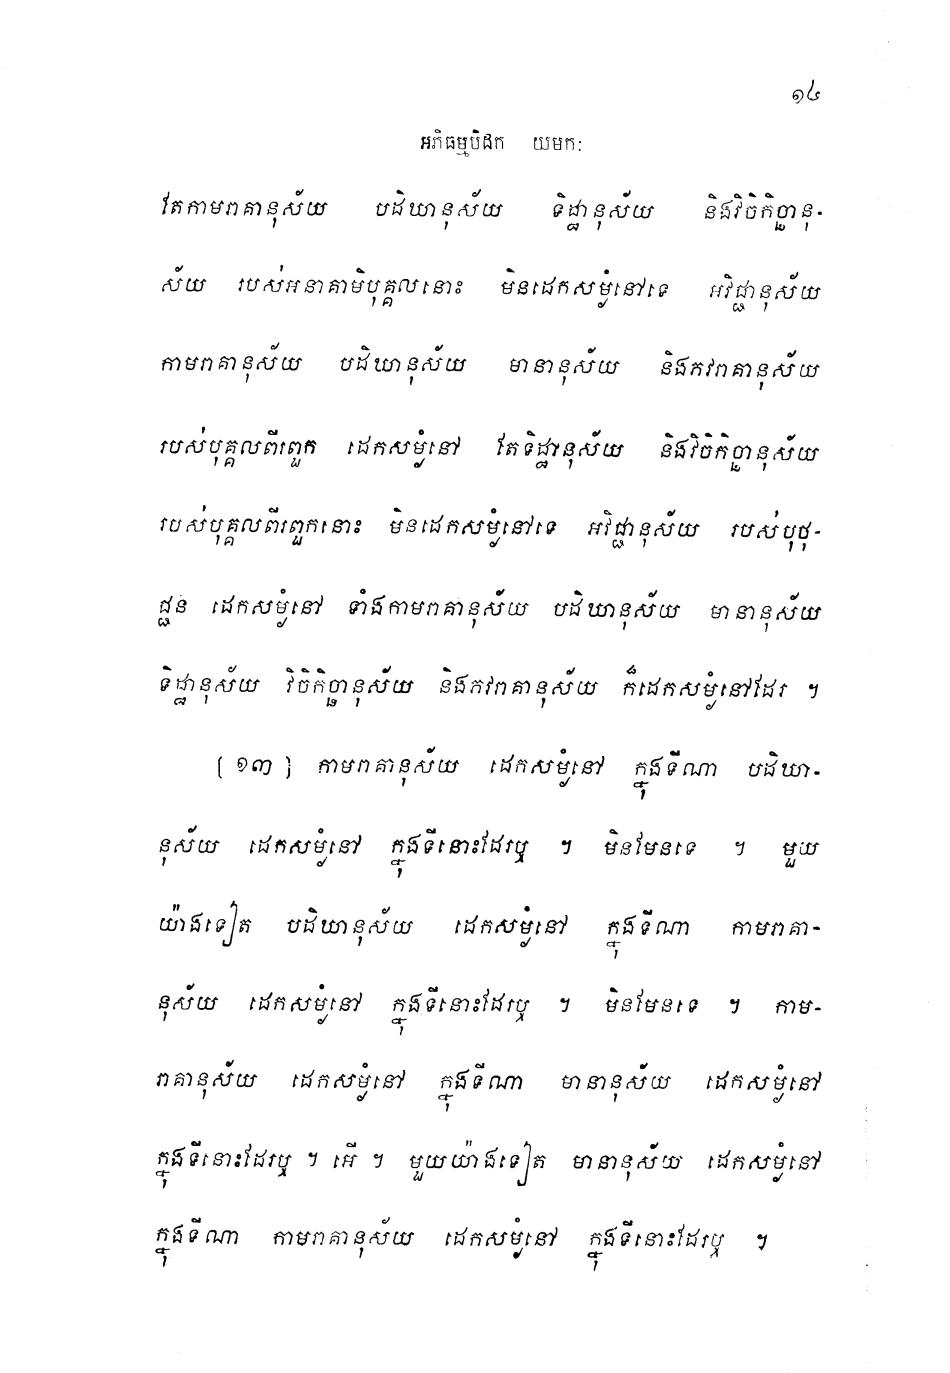 ១៤
អភិធម្មបិដក យមកៈ
តែកាមរាគានុស័យ បដិឃានុស័យ ទិដ្ឋានុស័យ និងវិចិកិច្ឆានុ-
ស័យ របស់អនាគាមិបុគ្គលនោះ មិនដេកសម្ងំនៅទេ អវិជ្ជានុស័យ
កាមរាគានុស័យ បដិឃានុស័យ មានានុស័យ និងភវរាគានុស័យ
របស់បុគ្គលពីរពួក ដេកសម្ងំនៅ តែទិដ្ឋានុស័យ និងវិចិកិច្ឆានុស័យ
របស់បុគ្គលពីរពួកនោះ មិនដេកសម្ងំនៅទេ អវិជ្ជានុស័យ របស់បុថុ-
ជ្ជន ដេកសម្ងំនៅ ទាំងកាមរាគានុស័យ បដិឃានុស័យ មានានុស័យ
ទិដ្ឋានុស័យ វិចិកិច្ឆានុស័យ និងភវរាគានុស័យ ក៏ដេកសម្ងំនៅដែរ ។
[ ១៣ ] កាមរាគានុស័យ ដេកសម្ងំនៅ ក្នុងទីណា បដិឃា-
នុស័យ ដេកសម្ងំនៅ ក្នុងទីនោះដែរឬ ។ មិនមែនទេ ។ មួយ
យ៉ាងទៀត បដិឃានុស័យ ដេកសម្ងំនៅ ក្នុងទីណា កាមរាគា-
នុស័យ ដេកសម្ងំនៅ ក្នុងទីនោះដែរឬ ។ មិនមែនទេ ។ កាម-
រាគានុស័យ ដេកសម្ងំនៅ ក្នុងទីណា មានានុស័យ ដេកសម្ងំនៅ
ក្នុងទីនោះដែរឬ ។ អើ ។ មួយយ៉ាងទៀត មានានុស័យ ដេកសម្ងំនៅ
ក្នុងទីណា កាមរាគានុស័យ ដេកសម្ងំនៅ ក្នុងទីនោះដែរឬ ។